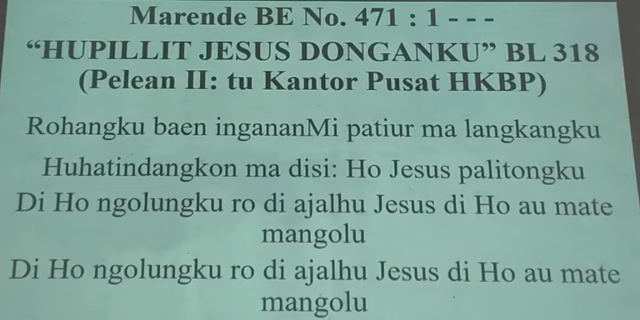 Marende BE No. 471 : 1 - - -
“HUPILLIT JESUS DONGANKU” BL 318
(Pelean II: tu Kantor Pusat HKBP)
Rohangku baen ingananMi patiur ma langkangku
Huhatindangkon ma disi: Ho Jesus palitongku
Di Ho ngolungku ro di ajalhu Jesus di Ho au mate
mangolu
Di Ho ngolungku ro di ajalhu Jesus di Ho au mate
mangolu